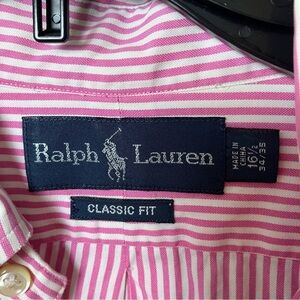 Ralph Lauren
CLASSIC FIT
MADE IN
CHINA
16½
34/35